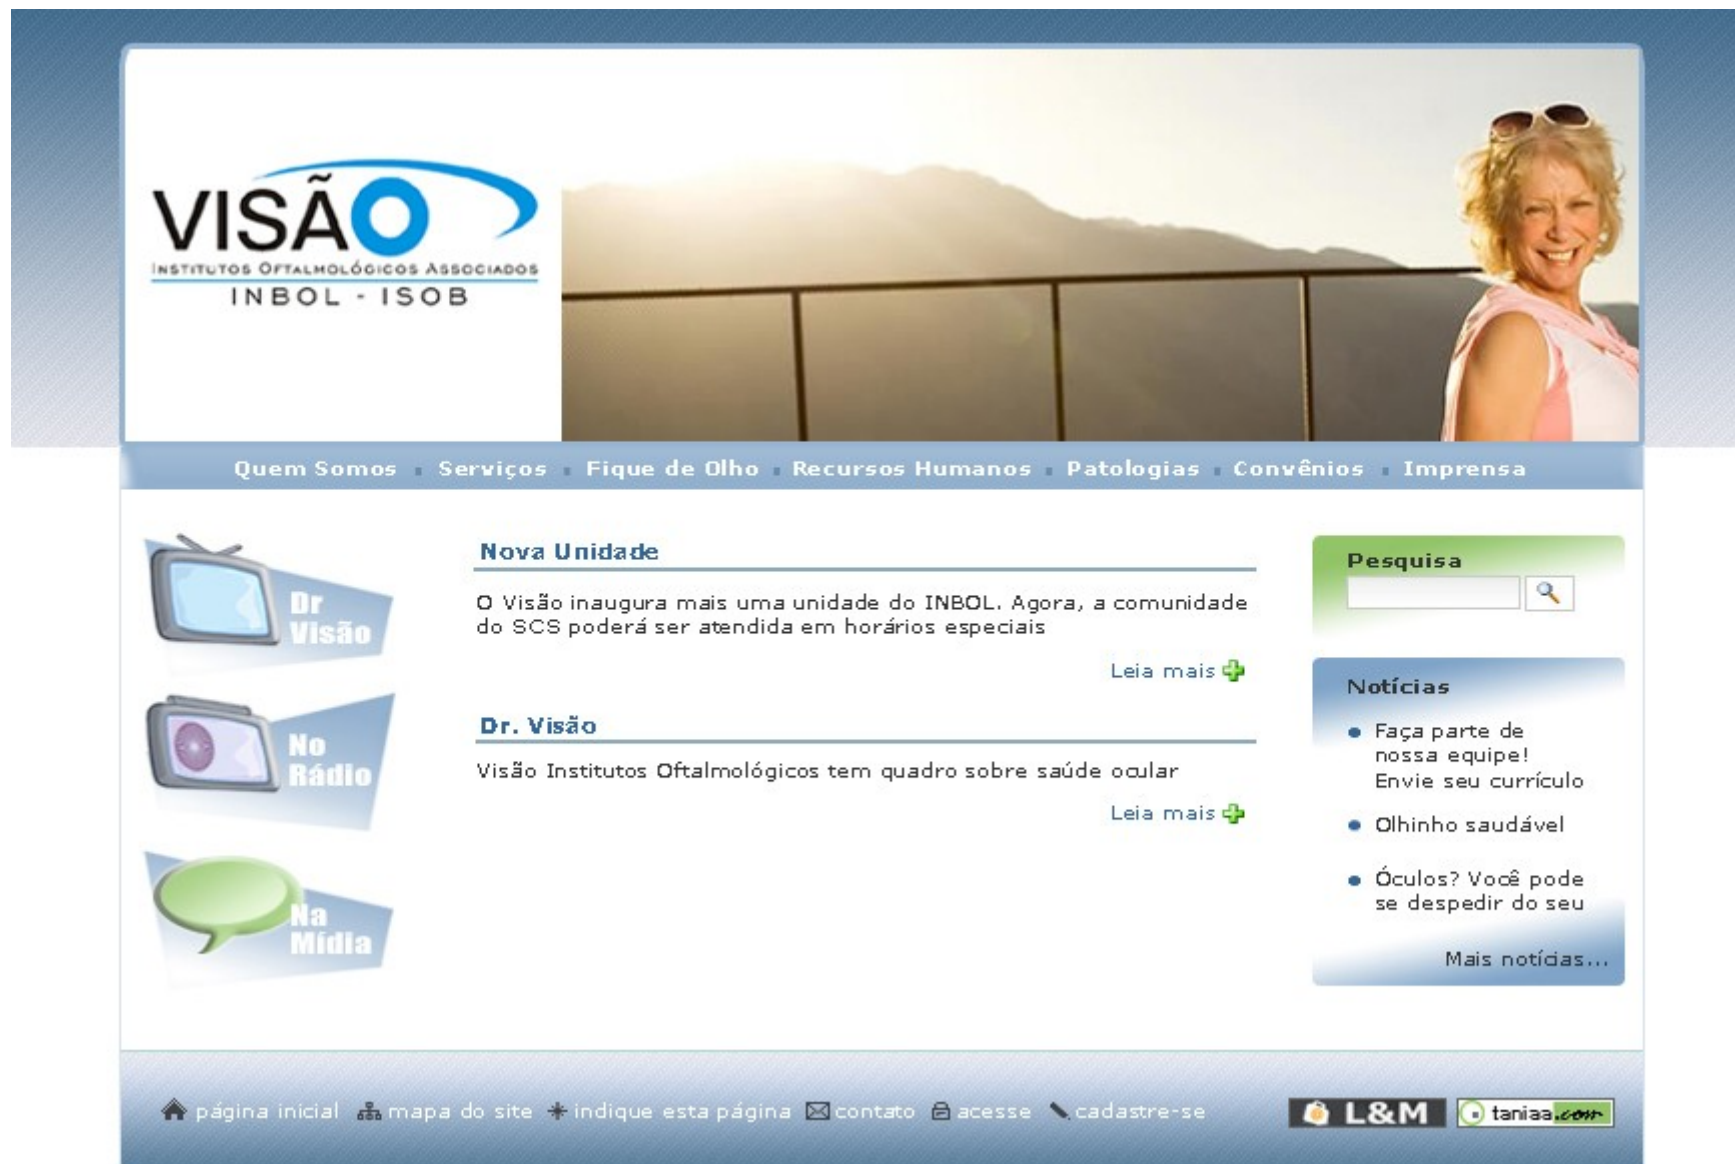 VISÃO
INSTITUTOS OFTALMOLÓGICOS ASSOCIADOS
INBOL - ISOB
Quem Somos Serviços Fique de Olho Recursos Humanos Patologias Convênios Imprensa
Dr
Visão
No
Rádio
Na
Mídia
Nova Unidade
O Visão inaugura mais uma unidade do INBOL. Agora, a comunidade
do SCS poderá ser atendida em horários especiais
Leia mais
Dr. Visão
Visão Institutos Oftalmológicos tem quadro sobre saúde ocular
Leia mais
Pesquisa
Notícias
Faça parte de
nossa equipe!
Envie seu currículo
Olhinho saudável
Óculos? Você pode
se despedir do seu
Mais notícias...
página inicial mapa do site indique esta página contato acesse cadastre-se
L&M taniaa.com